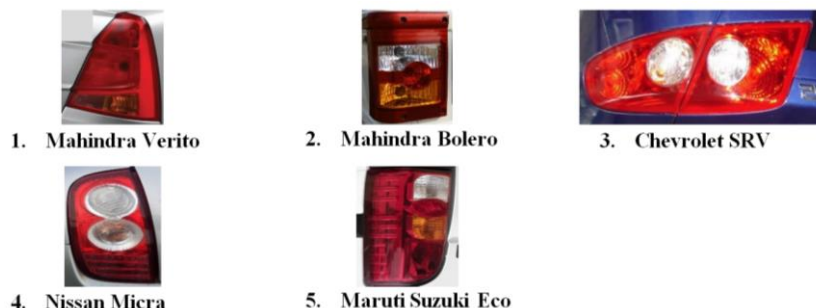 1. Mahindra Verito
2. Mahindra Bolero
3. Chevrolet SRV
4. Nissan Micra
5. Maruti Suzuki Eco